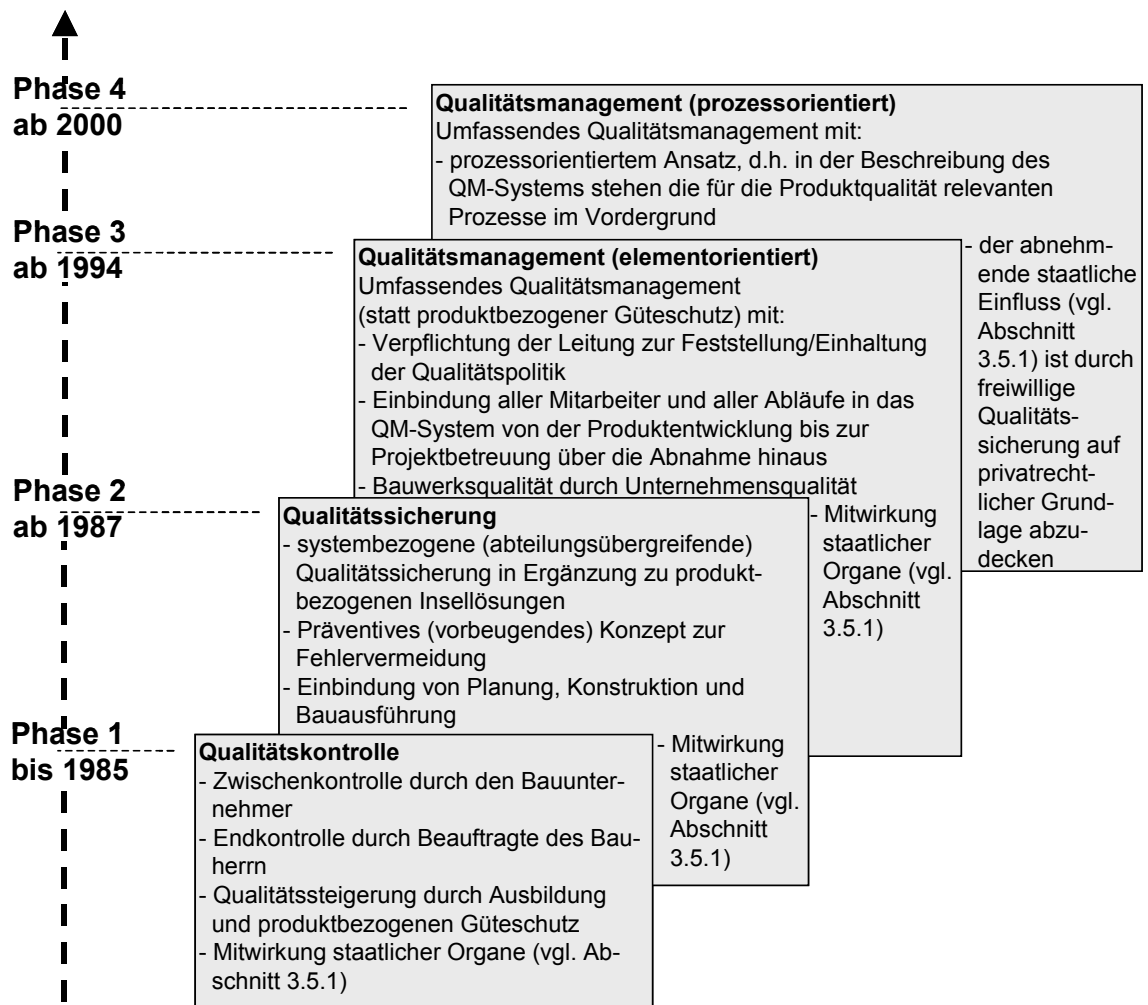 Phase 4
ab 2000
Qualitätsmanagement (prozessorientiert)
Umfassendes Qualitätsmanagement mit:
- prozessorientiertem Ansatz, d.h. in der Beschreibung des
QM-Systems stehen die für die Produktqualität relevanten
Prozesse im Vordergrund
- der abnehm-
ende staatliche
Einfluss (vgl.
Abschnitt
3.5.1) ist durch
freiwillige
Qualitäts-
sicherung auf
privatrecht-
licher Grund-
lage abzu-
decken
Phase 3
ab 1994
Qualitätsmanagement (elementorientiert)
Umfassendes Qualitätsmanagement
(statt produktbezogener Güteschutz) mit:
- Verpflichtung der Leitung zur Feststellung/Einhaltung
der Qualitätspolitik
- Einbindung aller Mitarbeiter und aller Abläufe in das
QM-System von der Produktentwicklung bis zur
Projektbetreuung über die Abnahme hinaus
- Bauwerksqualität durch Unternehmensqualität
- Mitwirkung
staatlicher
Organe (vgl.
Abschnitt
3.5.1)
Phase 2
ab 1987
Qualitätssicherung
- systembezogene (abteilungsübergreifende)
Qualitätssicherung in Ergänzung zu produkt-
bezogenen Insellösungen
- Präventives (vorbeugendes) Konzept zur
Fehlervermeidung
- Einbindung von Planung, Konstruktion und
Bauausführung
- Mitwirkung
staatlicher
Organe (vgl.
Abschnitt
3.5.1)
Phase 1
bis 1985
Qualitätskontrolle
- Zwischenkontrolle durch den Bauunter-
nehmer
- Endkontrolle durch Beauftragte des Bau-
herrn
- Qualitätssteigerung durch Ausbildung
und produktbezogenen Güteschutz
- Mitwirkung staatlicher Organe (vgl. Ab-
schnitt 3.5.1)